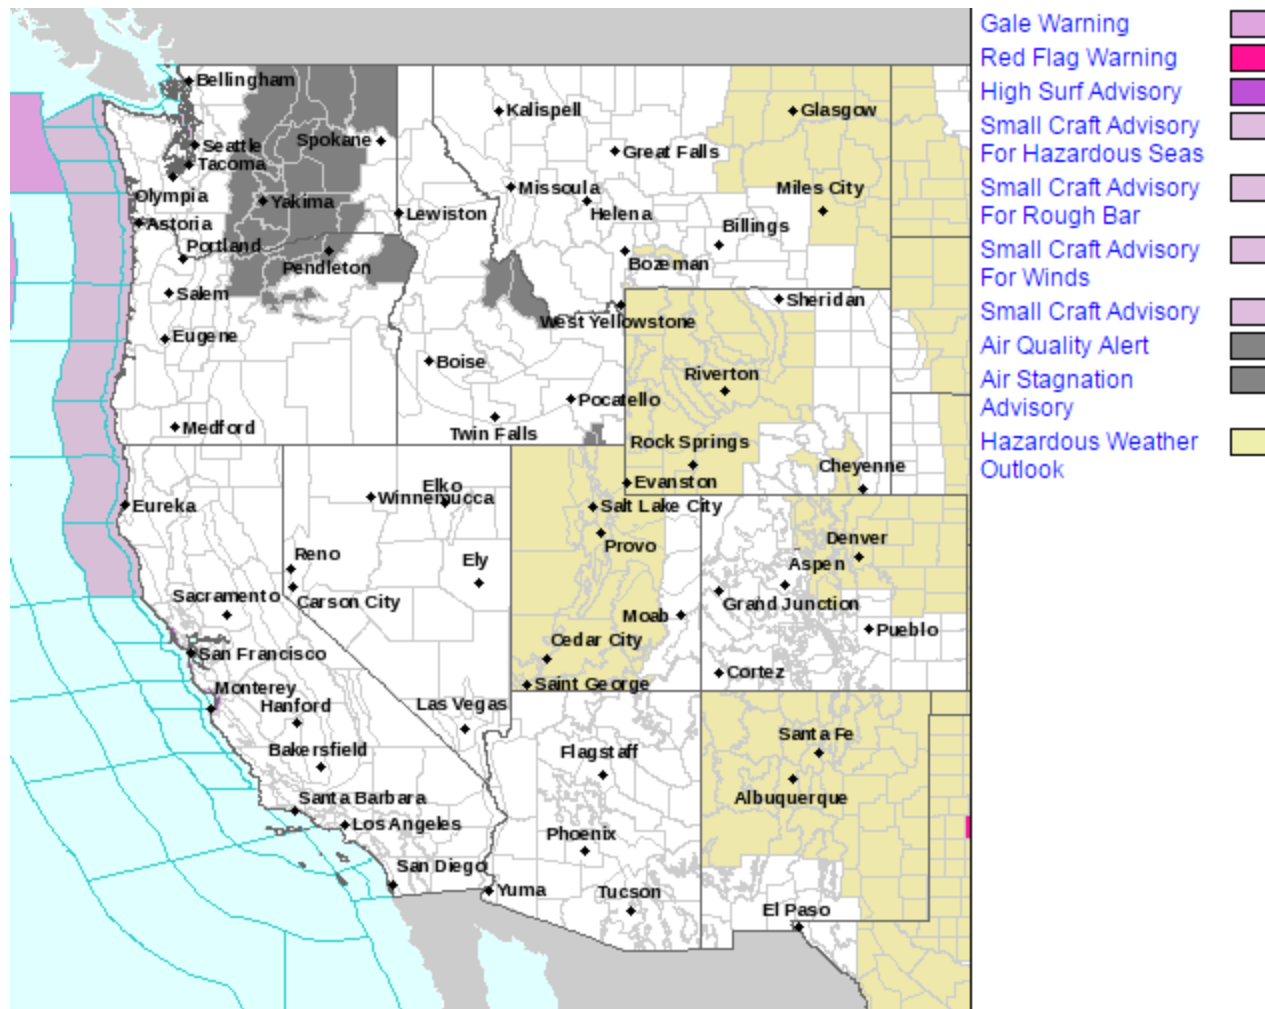 Gale Warning
Red Flag Warning
High Surf Advisory
Small Craft Advisory
For Hazardous Seas
Small Craft Advisory
For Rough Bar
Small Craft Advisory
For Winds
Small Craft Advisory
Air Quality Alert
Air Stagnation
Advisory
Hazardous Weather
Outlook
Bellingham
Kalispell
Glasgow
Spokane
Seattle
Great Falls
Tacoma
Missoula
Miles City
Olympia
Yakima
Lewiston
Helena
Astoria
Billings
Portland
Pendleton
Bozeman
Salem
Sheridan
West Yellowstone
Eugene
Boise
Riverton
Pocatello
Medford
Twin Falls
Rock Springs
Cheyenne
Evanston
Elko
Winnemucca
Eureka
Salt Lake City
Denver
Provo
Reno
Ely
Aspen
Sacramento
Carson City
Grand Junction
Moab
Pueblo
Cedar City
San Francisco
Cortez
Saint George
Monterey
Hanford
Las Vegas
Santa Fe
Bakersfield
Flagstaff
Albuquerque
Santa Barbara
Los Angeles
Phoenix
San Diego
Yuma
Tucson
El Paso